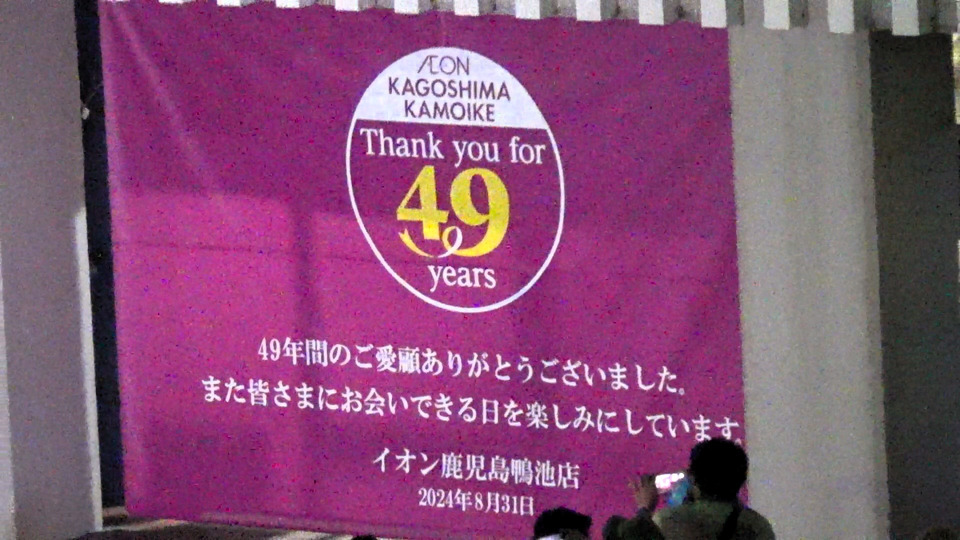 ÆON
KAGOSHIMA
KAMOIKE
Thank you for
49
years
49年間のご愛顧ありがとうございました。
また皆さまにお会いできる日を楽しみにしています。
イオン鹿児島鴨池店
2024年8月31日